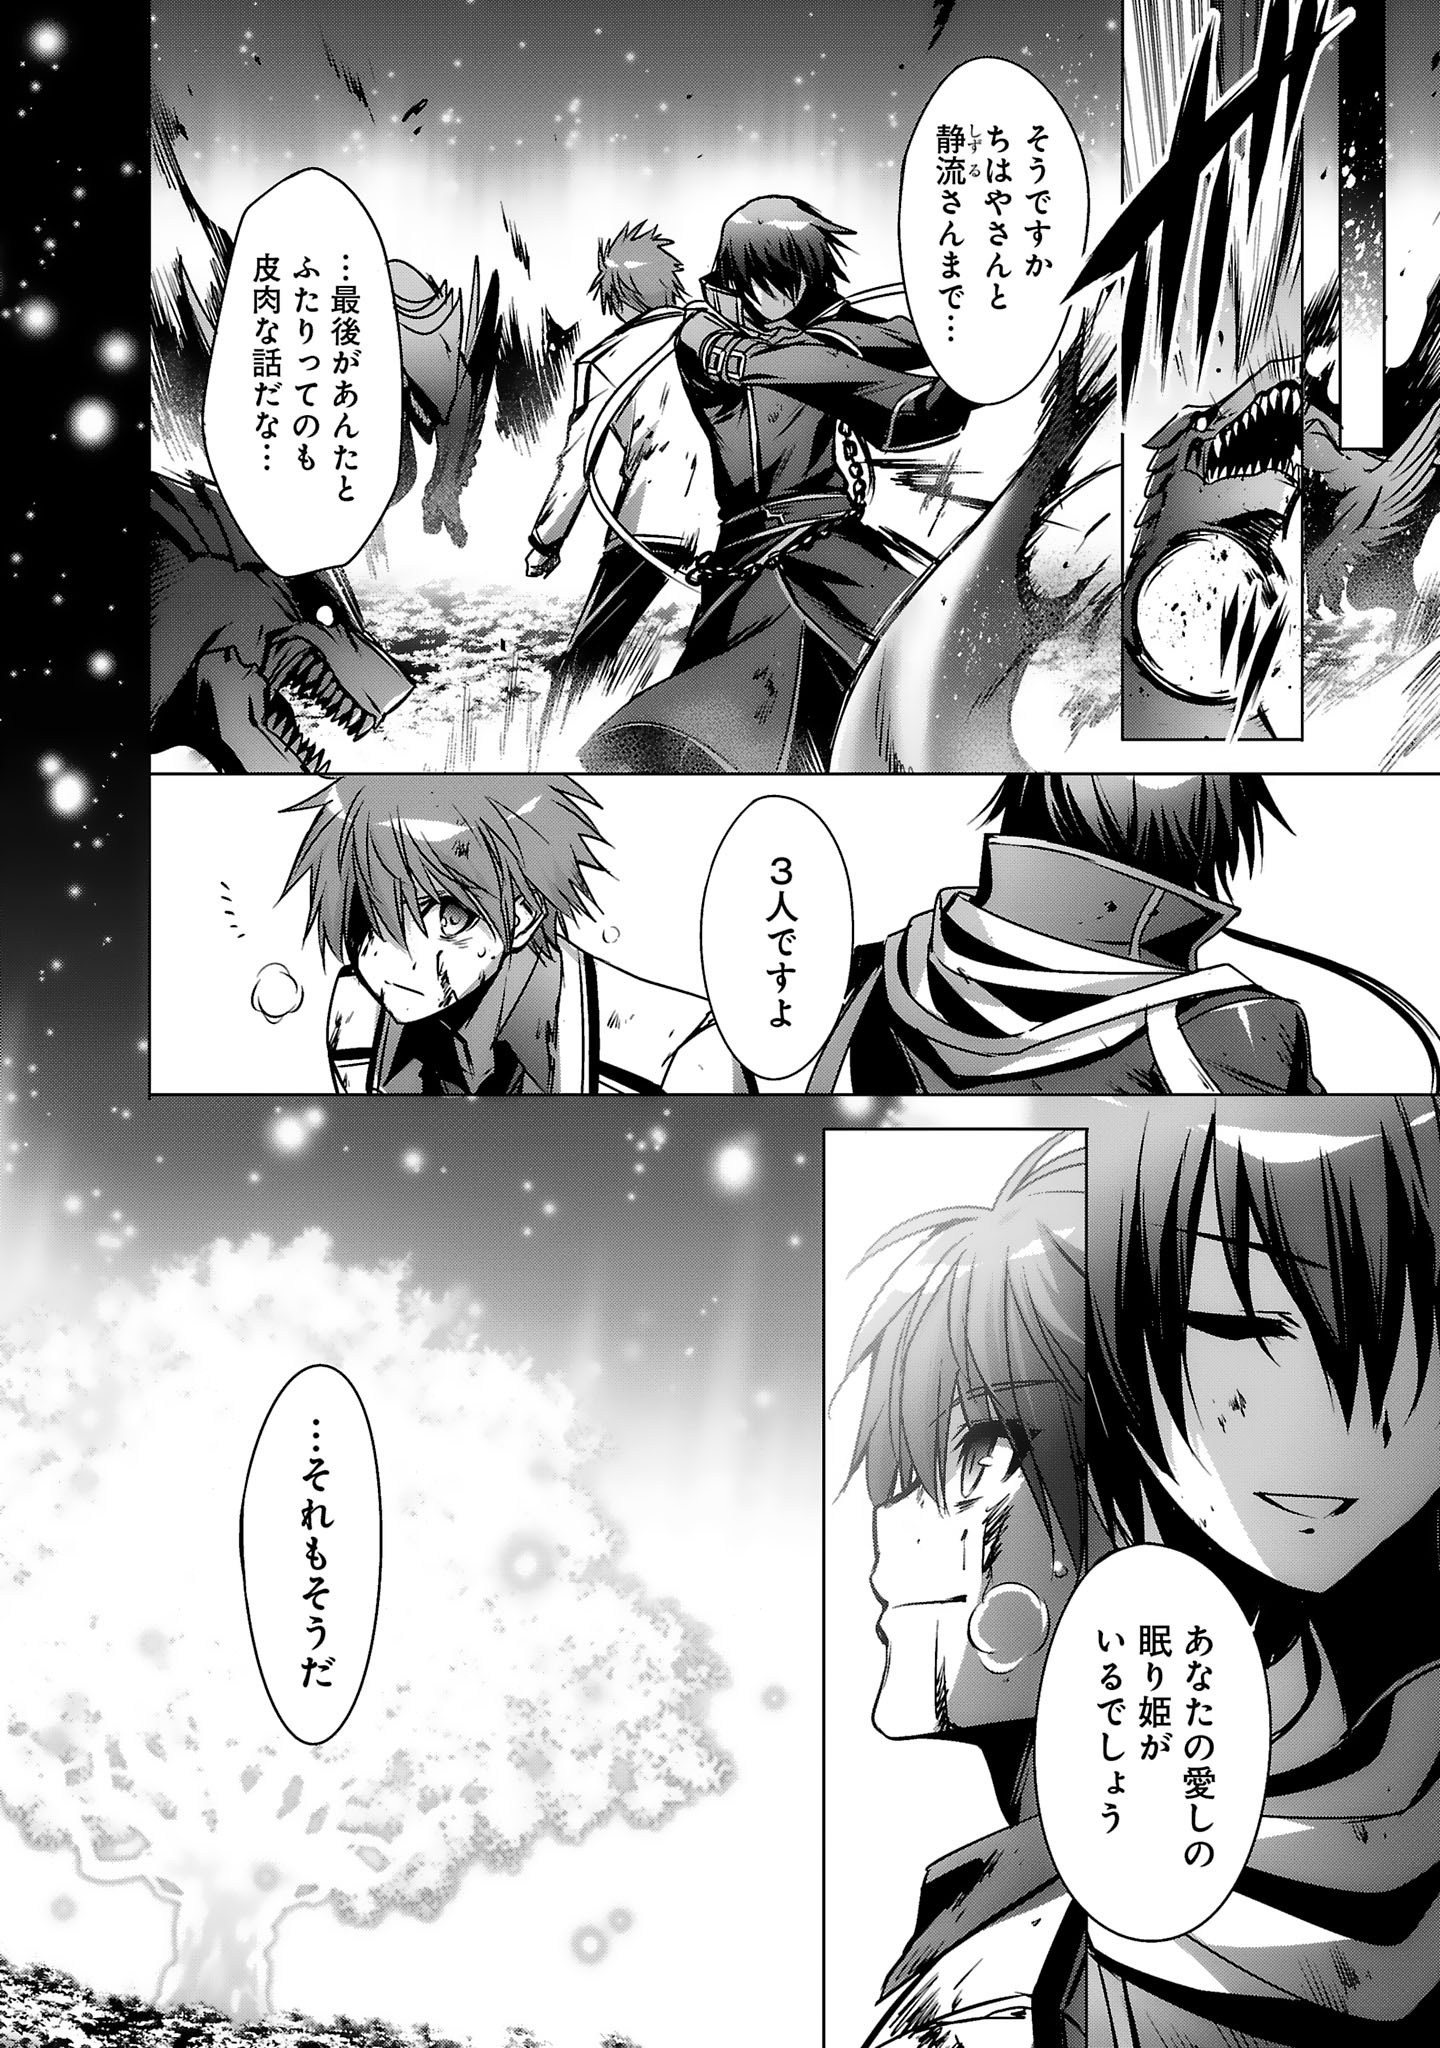 そうですか
ちはやさんと
静流さんまで…
しずる
…最後があんたと
ふたりってのも
皮肉な話だな…
3人ですよ
あなたの愛しの
眠り姫が
いるでしょう
…それもそうだ